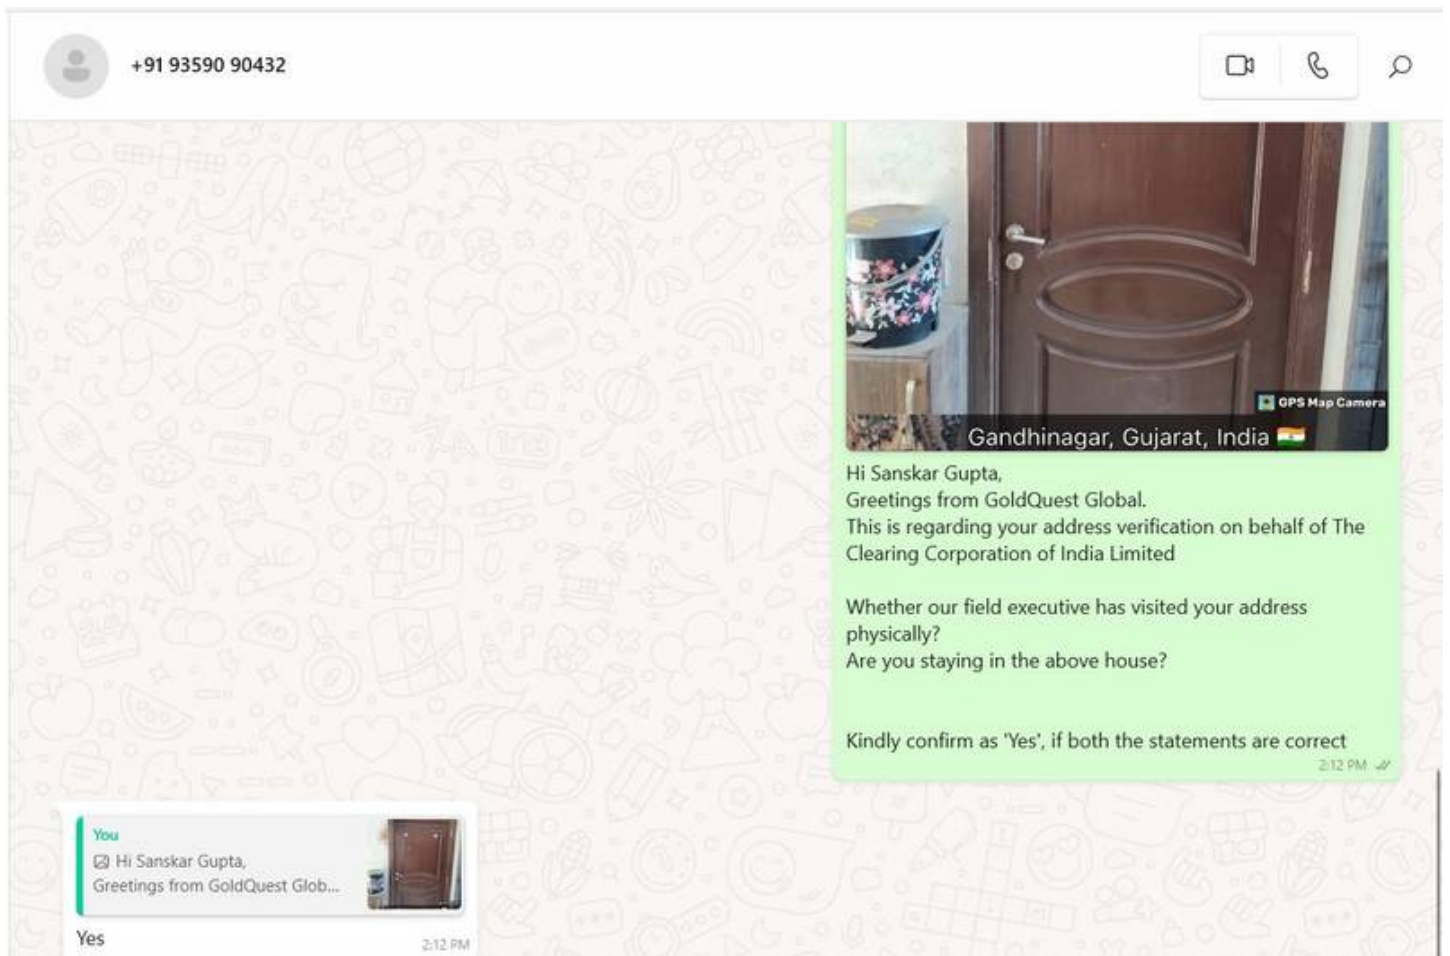 +91 93590 90432
GPS Map Camera
Gandhinagar, Gujarat, India
Hi Sanskar Gupta,
Greetings from GoldQuest Global.
This is regarding your address verification on behalf of The
Clearing Corporation of India Limited
Whether our field executive has visited your address
physically?
Are you staying in the above house?
Kindly confirm as 'Yes', if both the statements are correct
2:12 PM
You
Hi Sanskar Gupta,
Greetings from GoldQuest Glob...
Yes
2:12 PM